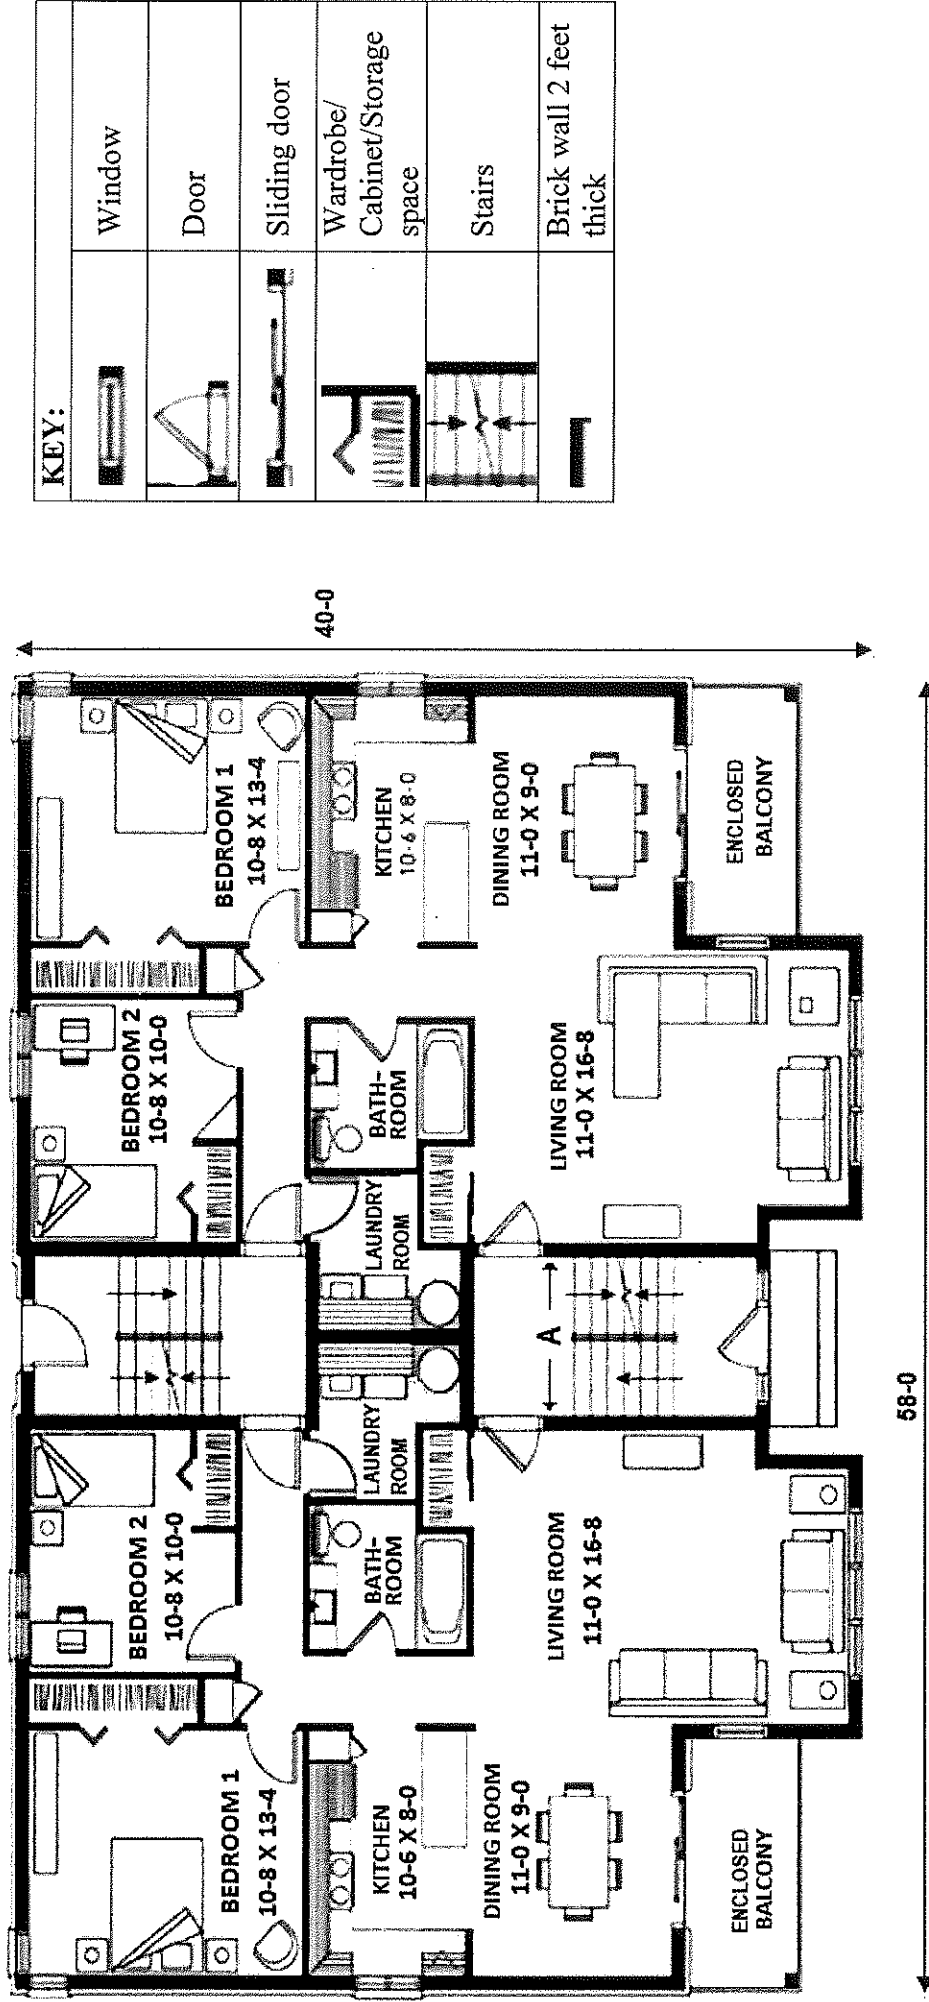 BEDROOM 1
10-8 X 13-4
BEDROOM 2
10-8 X 10-0
BEDROOM 2
10-8 X 10-0
BEDROOM 1
10-8 X 13-4
KITCHEN
10-6 X 8-0
BATH-
ROOM
LAUNDRY
ROOM
LAUNDRY
ROOM
BATH-
ROOM
KITCHEN
10-6 X 8-0
40-0
DINING ROOM
11-0 X 9-0
LIVING ROOM
11-0 X 16-8
A
LIVING ROOM
11-0 X 16-8
DINING ROOM
11-0 X 9-0
ENCLOSED
BALCONY
ENCLOSED
BALCONY
58-0
KEY:
Window
Door
Sliding door
Wardrobe/
Cabinet/Storage
space
Stairs
Brick wall 2 feet
thick